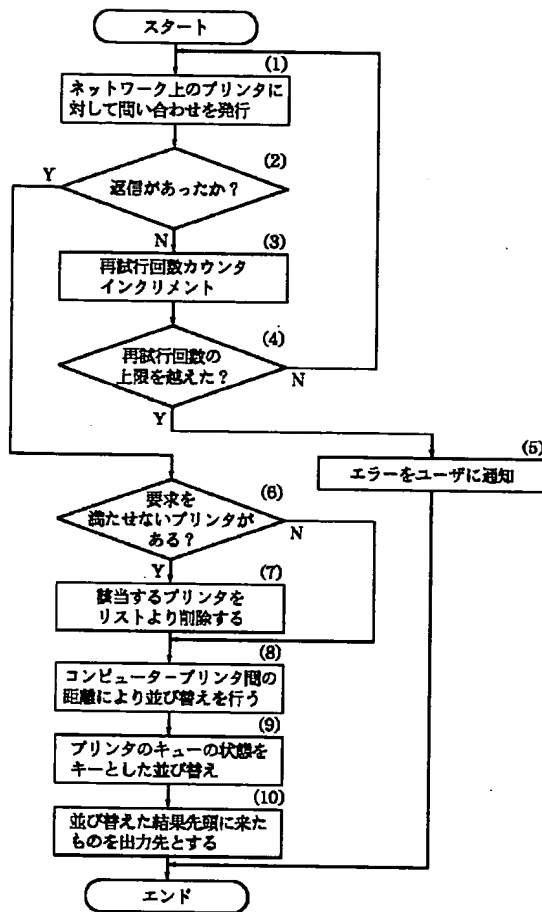 スタート
(1)
ネットワーク上のプリンタに
対して問い合わせを発行
(2)
Y
返信があったか？
N
(3)
再試行回数カウンタ
インクリメント
(4)
再試行回数の
上限を越えた？
N
Y
(5)
エラーをユーザに通知
(6)
要求を
満たせないプリンタが
ある？
N
Y
(7)
該当するプリンタを
リストより削除する
(8)
コンピュータープリンタ間の
距離により並び替えを行う
(9)
プリンタのキューの状態を
キーとした並び替え
(10)
並び替えた結果先頭に来た
ものを出力先とする
エンド